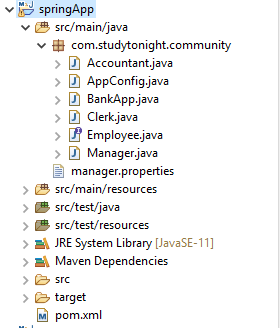 springApp
src/main/java
com.studytonight.community
Accountant.java
AppConfig.java
BankApp.java
Clerk.java
Employee.java
Manager.java
manager.properties
src/main/resources
src/test/java
src/test/resources
JRE System Library [JavaSE-11]
Maven Dependencies
src
target
pom.xml